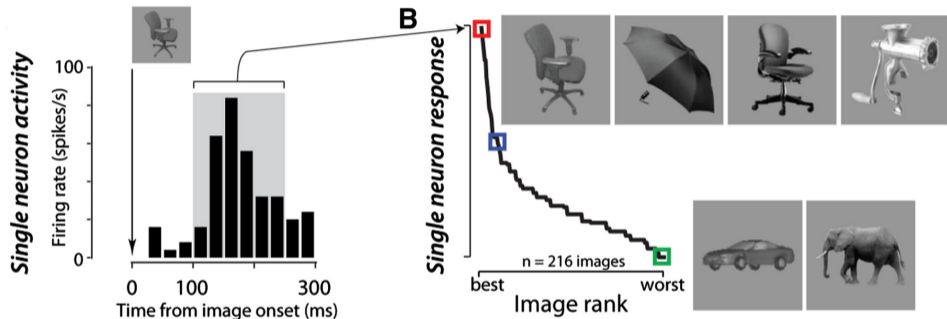 B
Single neuron activity
Firing rate (spikes/s)
100
0
0
100
300
Time from image onset (ms)
Single neuron response
n = 216 images
best
worst
Image rank